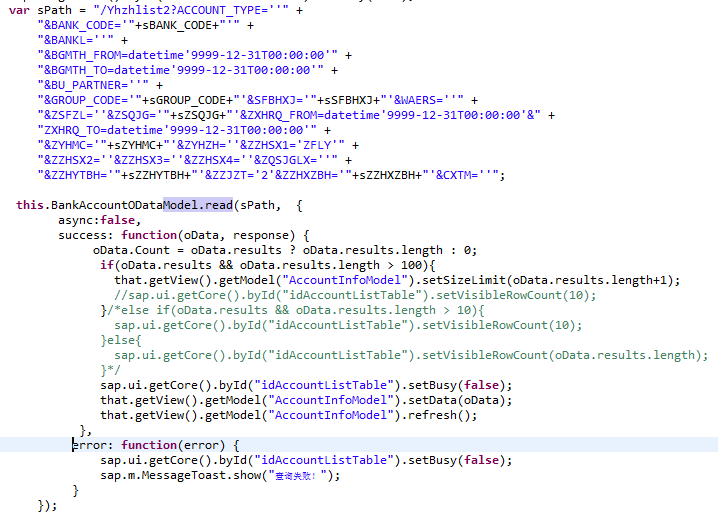 var sPath = "/Yhzhlist2?ACCOUNT_TYPE=''" +
"&BANK_CODE='"+sBANK_CODE+"'" +
"&BANKL=''" +
"&BGMTH_FROM=datetime'9999-12-31T00:00:00'" +
"&BGMTH_TO=datetime'9999-12-31T00:00:00'" +
"&BU_PARTNER=''" +
"&GROUP_CODE='"+sGROUP_CODE+"'&SFBHXJ='"+sSFBHXJ+"'&WAERS=''" +
"&ZSFZL=''&ZSQJG='"+sZSQJG+"'&ZXHRQ_FROM=datetime'9999-12-31T00:00:00'&" +
"ZXHRQ_TO=datetime'9999-12-31T00:00:00'" +
"&ZYHMC='"+sZYHMC+"'&ZYHZH=''&ZZHSX1='ZFLY'" +
"&ZZHSX2=''&ZZHSX3=''&ZZHSX4=''&ZQSJGLX=''" +
"&ZZHYTBH='"+sZZHYTBH+"'&ZZJZT='2'&ZZHXZBH='"+sZZHXZBH+"'&CXTM=''";
this.BankAccountODataModel.read(sPath, {
async:false,
success: function(oData, response) {
oData.Count = oData.results ? oData.results.length : 0;
if(oData.results && oData.results.length > 100){
that.getView().getModel("AccountInfoModel").setSizeLimit(oData.results.length+1);
//sap.ui.getCore().byId("idAccountListTable").setVisibleRowCount(10);
}/*else if(oData.results && oData.results.length > 10){
sap.ui.getCore().byId("idAccountListTable").setVisibleRowCount(10);
}else{
sap.ui.getCore().byId("idAccountListTable").setVisibleRowCount(oData.results.length);
}*/
sap.ui.getCore().byId("idAccountListTable").setBusy(false);
that.getView().getModel("AccountInfoModel").setData(oData);
that.getView().getModel("AccountInfoModel").refresh();
},
error: function(error) {
sap.ui.getCore().byId("idAccountListTable").setBusy(false);
sap.m.MessageToast.show("查询失败！");
}
});